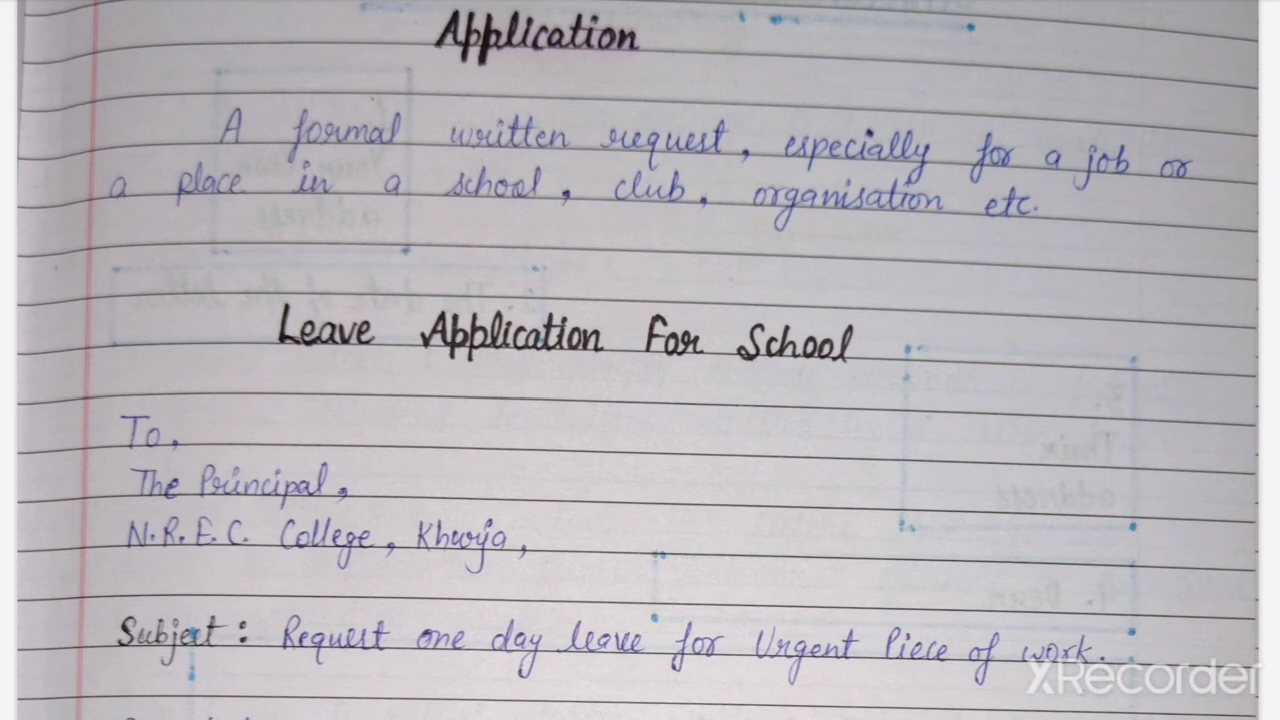 Application
A formal written request, especially for a job or
a place in a school, club, organisation etc.
Leave Application For School
To,
The Principal,
N.R.E.C. College, Khurja,
Subject: Request one day leave for Urgent Piece of work.
XRecorder